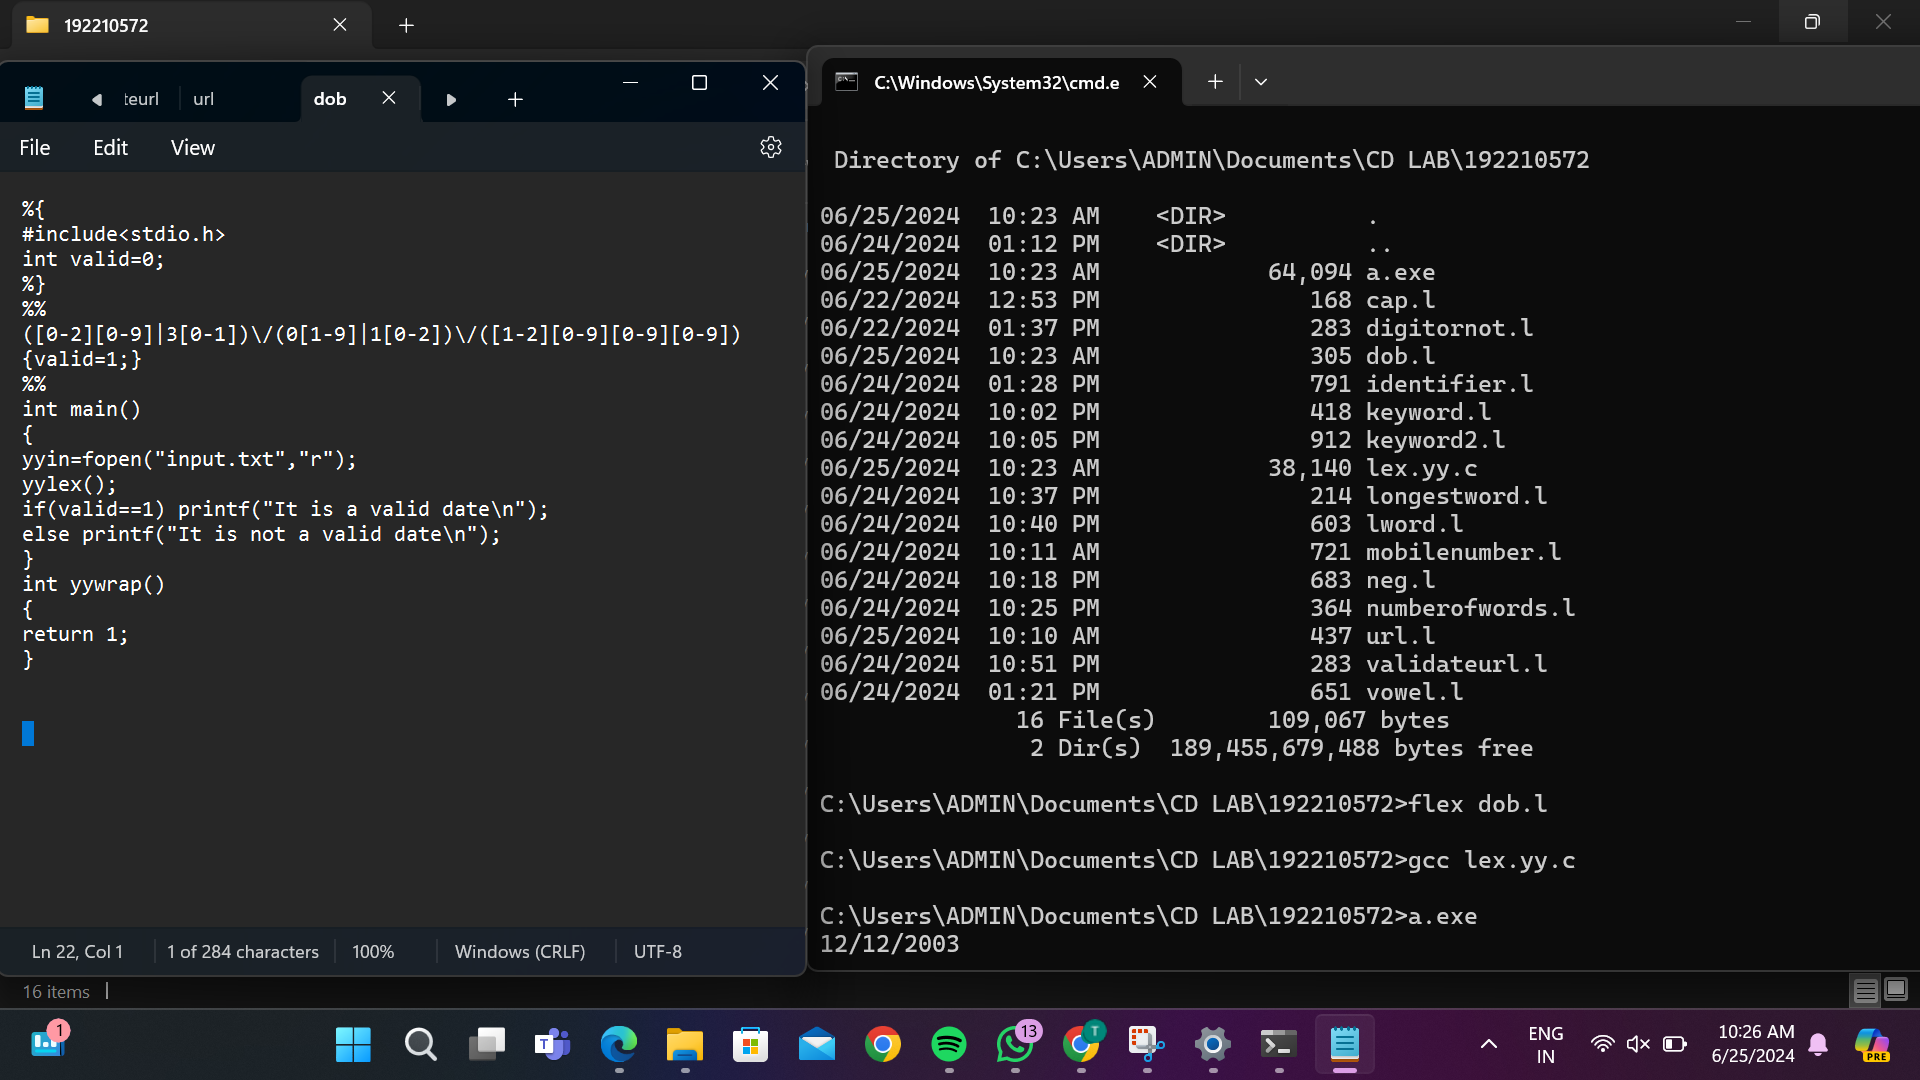 192210572
teurl
url
dob
File
Edit
View
%{
#include<stdio.h>
int valid=0;
%}
%%
([0-2][0-9]|3[0-1])\/(0[1-9]|1[0-2])\/([1-2][0-9][0-9][0-9])
{valid=1;}
%%
int main()
{
yyin=fopen("input.txt","r");
yylex();
if(valid==1) printf("It is a valid date\n");
else printf("It is not a valid date\n");
}
int yywrap()
{
return 1;
}
Ln 22, Col 1
1 of 284 characters
100%
Windows (CRLF)
UTF-8
16 items
C:\Windows\System32\cmd.e
Directory of C:\Users\ADMIN\Documents\CD LAB\192210572
06/25/2024  10:23 AM    <DIR>          .
06/24/2024  01:12 PM    <DIR>          ..
06/25/2024  10:23 AM            64,094 a.exe
06/22/2024  12:53 PM               168 cap.l
06/22/2024  01:37 PM               283 digitornot.l
06/25/2024  10:23 AM               305 dob.l
06/24/2024  01:28 PM               791 identifier.l
06/24/2024  10:02 PM               418 keyword.l
06/24/2024  10:05 PM               912 keyword2.l
06/25/2024  10:23 AM            38,140 lex.yy.c
06/24/2024  10:37 PM               214 longestword.l
06/24/2024  10:40 PM               603 lword.l
06/24/2024  10:11 AM               721 mobilenumber.l
06/24/2024  10:18 PM               683 neg.l
06/24/2024  10:25 PM               364 numberofwords.l
06/25/2024  10:10 AM               437 url.l
06/24/2024  10:51 PM               283 validateurl.l
06/24/2024  01:21 PM               651 vowel.l
16 File(s)        109,067 bytes
2 Dir(s)  189,455,679,488 bytes free
C:\Users\ADMIN\Documents\CD LAB\192210572>flex dob.l
C:\Users\ADMIN\Documents\CD LAB\192210572>gcc lex.yy.c
C:\Users\ADMIN\Documents\CD LAB\192210572>a.exe
12/12/2003
1
T
13
T
PRE
ENG
IN
10:26 AM
6/25/2024